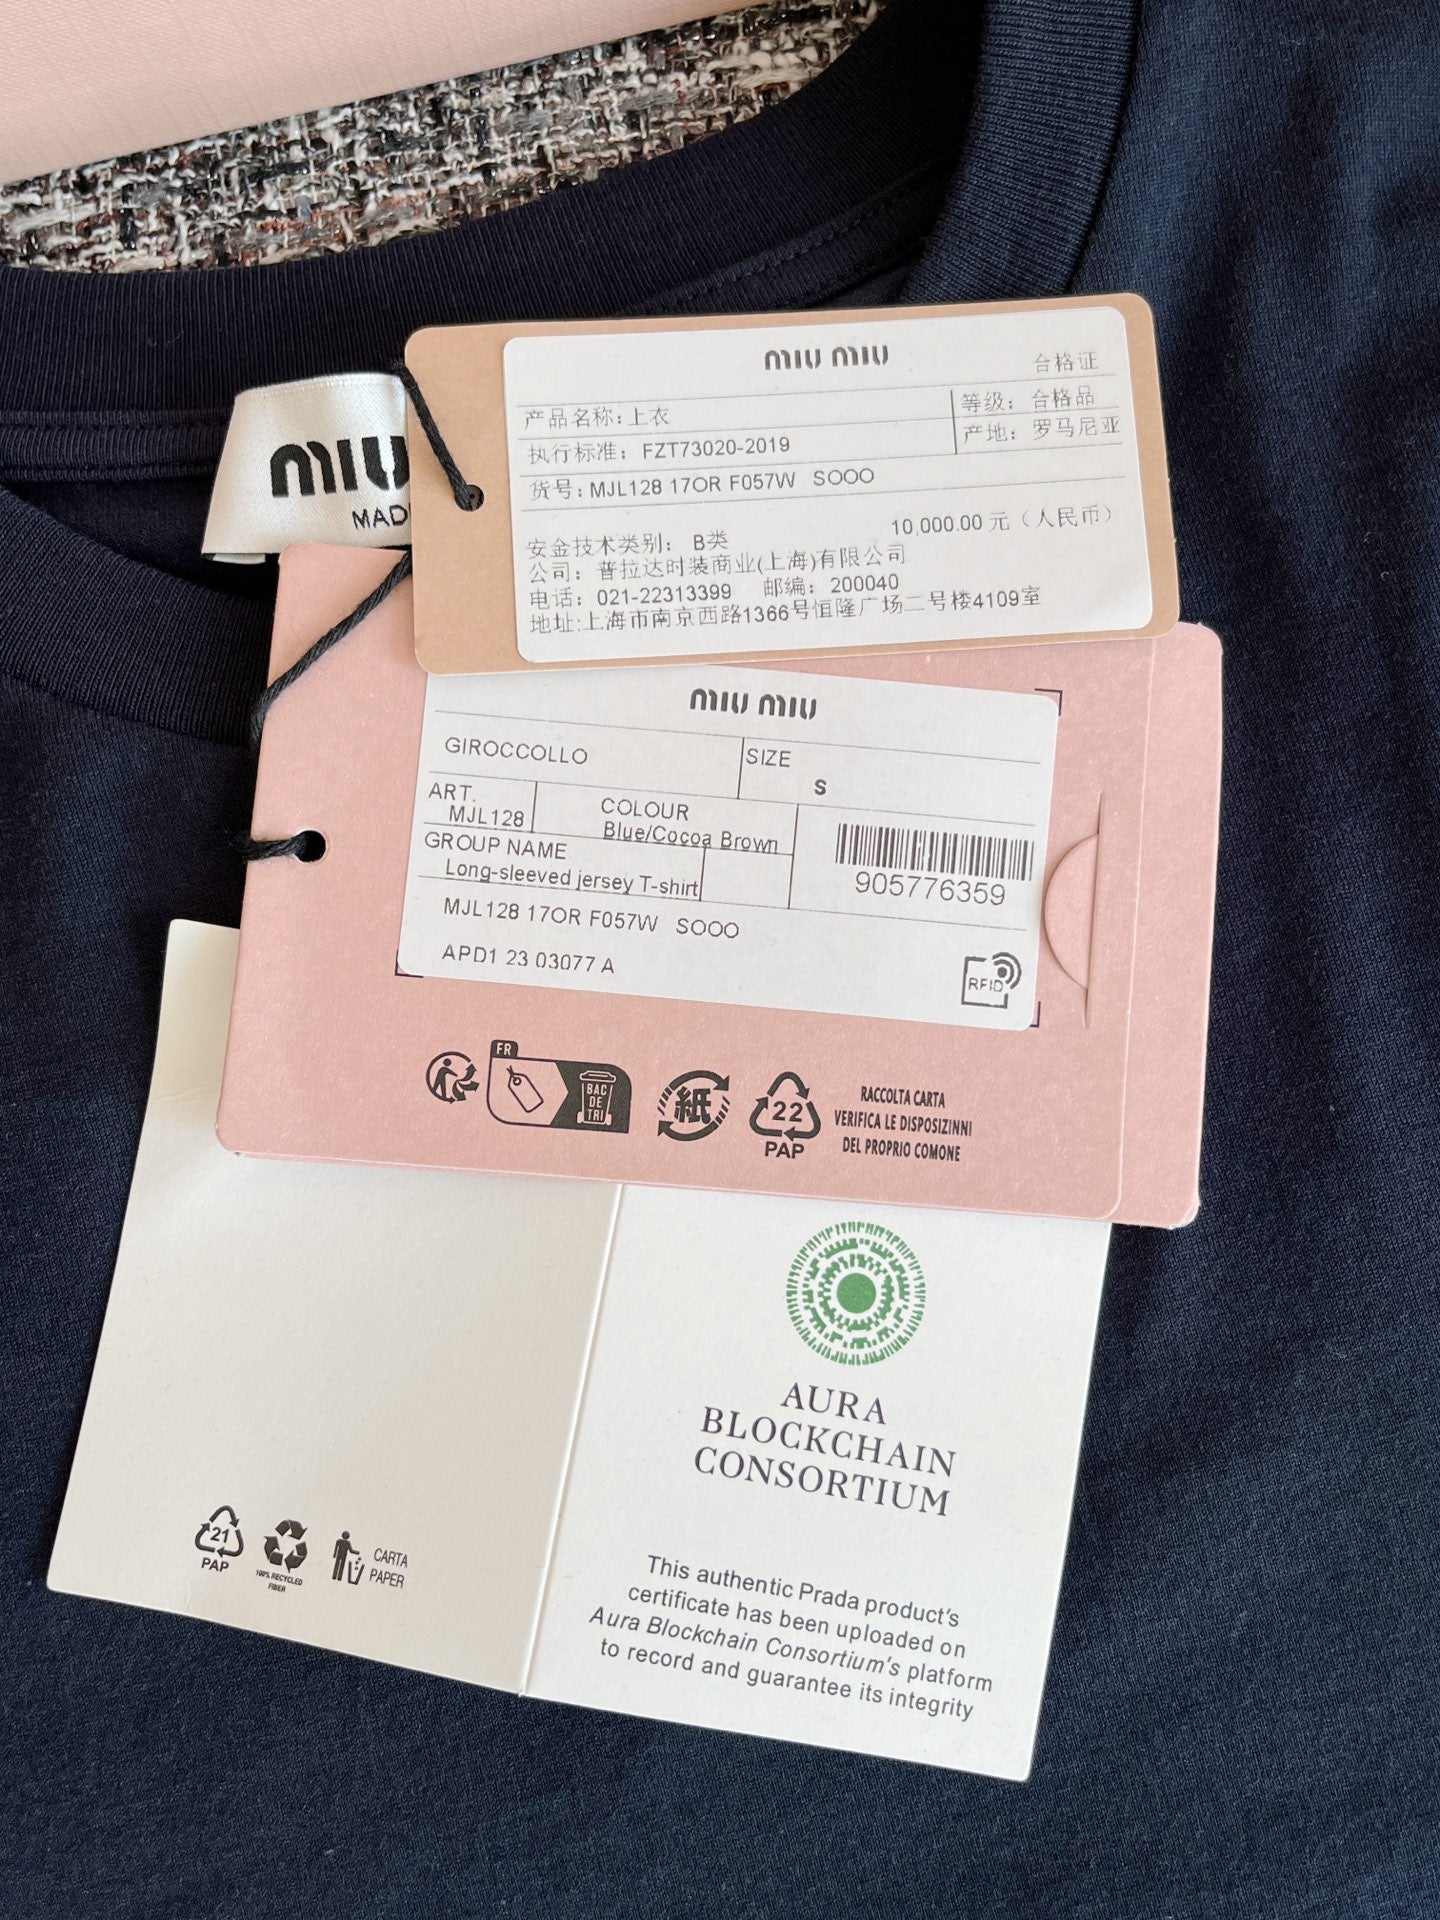 miu miu
台格证
产品名称: 上衣
等级: 合格品
执行标准: FZT73020-2019
产地: 罗马尼亚
货号: MJL128 17OR F057W SOOO
10,000.00 元（人民币）
安金技术类别: B类
公司: 普拉达时装商业(上海)有限公司
电话: 021-22313399 邮编: 200040
地址:上海市南京西路1366号恒隆广场二号楼4109室
miu
MAD
miu miu
GIROCCOLLO
SIZE
S
ART.
MJL128
COLOUR
Blue/Cocoa Brown
GROUP NAME
Long-sleeved jersey T-shirt
905776359
MJL128 17OR F057W SOOO
APD1 23 03077 A
RFID
FR
BAC
DE
TRI
紙
22
PAP
RACCOLTA CARTA
VERIFICA LE DISPOSIZINNI
DEL PROPRIO COMONE
AURA
BLOCKCHAIN
CONSORTIUM
This authentic Prada product's
certificate has been uploaded on
Aura Blockchain Consortium's platform
to record and guarantee its integrity
21
PAP
100% RECYCLED
FIBER
CARTA
PAPER